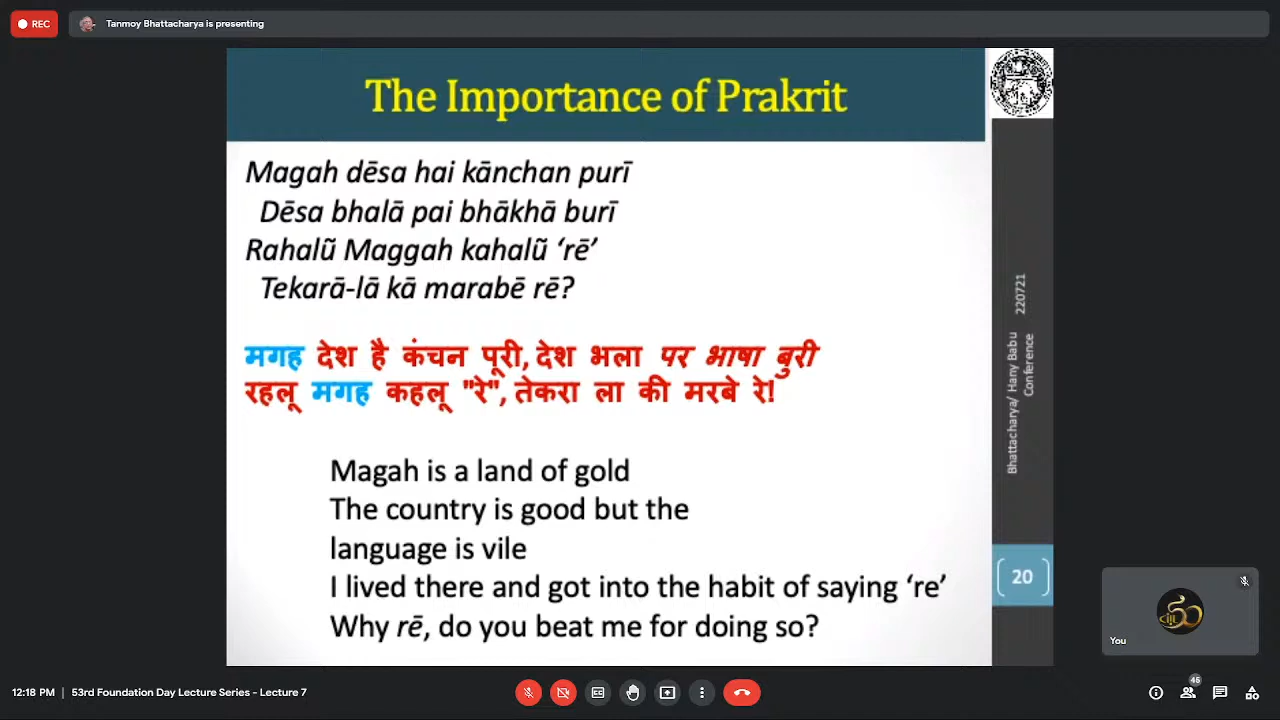 REC
Tanmoy Bhattacharya is presenting
The Importance of Prakrit
Magah dēsa hai kānchan purī
Dēsa bhalā pai bhākhā burī
Rahalũ Maggah kahalũ ‘rē’
Tekarā-lā kā marabē rē?
मगह देश है कंचन पूरी, देश भला पर भाषा बुरी
रहलू मगह कहलू "रे", तेकरा ला की मरबे रे!
Magah is a land of gold
The country is good but the
language is vile
I lived there and got into the habit of saying ‘re’
Why rē, do you beat me for doing so?
Bhattacharya/ Hany Babu 220721
Conference
20
You
12:18 PM | 53rd Foundation Day Lecture Series - Lecture 7
45